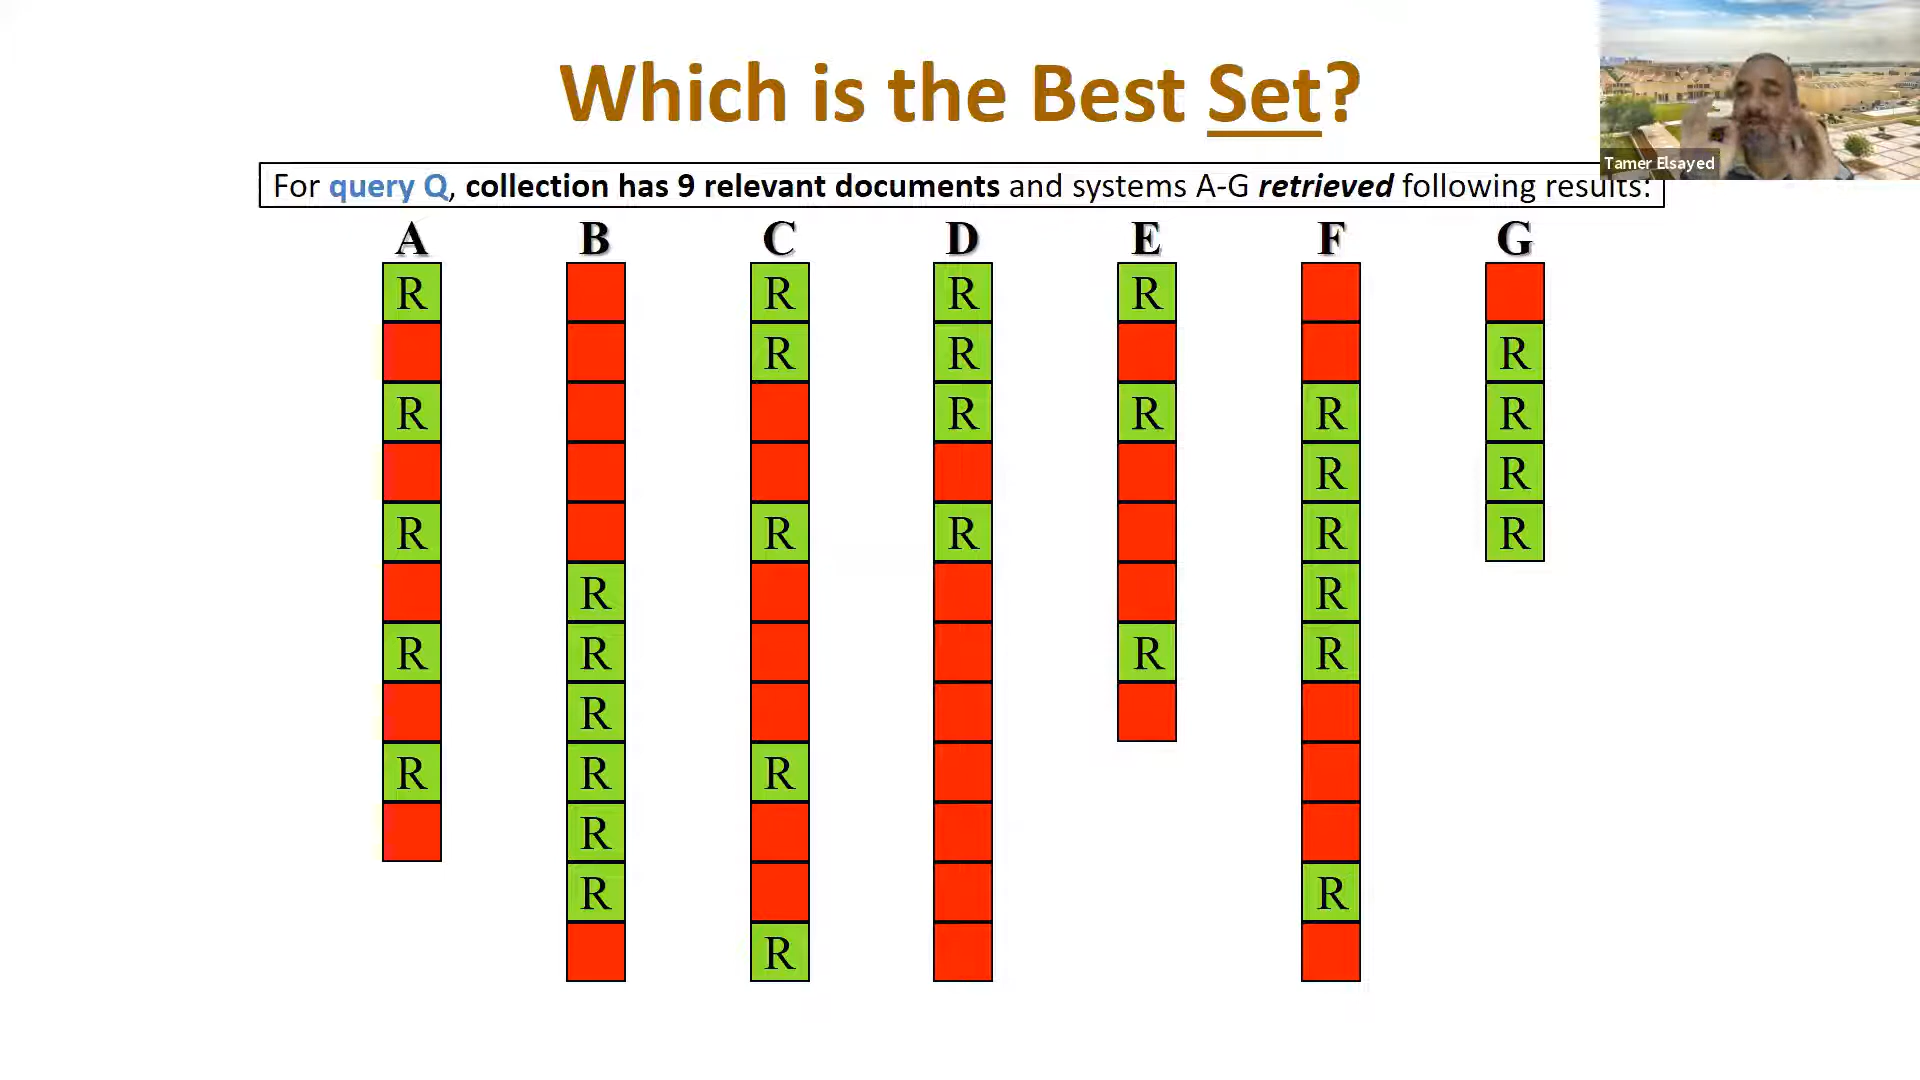 Which is the Best Set?
Tamer Elsayed
For query Q, collection has 9 relevant documents and systems A-G retrieved following results:
A B C D E F G
R R R R
R R R
R R R R R R
R R
R R R R R
R R
R R R R
R
R R R
R
R R
R